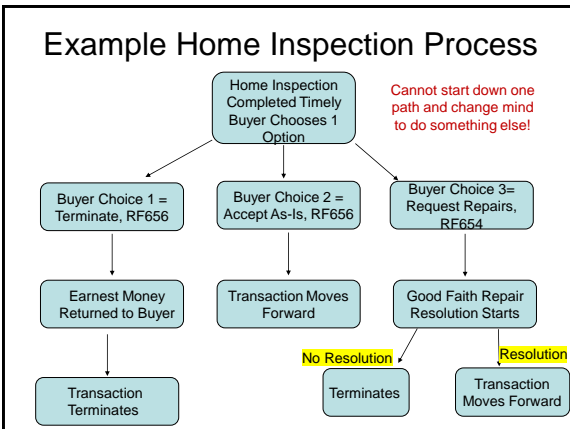 Example Home Inspection Process
Home Inspection
Completed Timely
Buyer Chooses 1
Option
Cannot start down one
path and change mind
to do something else!
Buyer Choice 1 =
Terminate, RF656
Buyer Choice 2 =
Accept As-Is, RF656
Buyer Choice 3=
Request Repairs,
RF654
Earnest Money
Returned to Buyer
Transaction Moves
Forward
Good Faith Repair
Resolution Starts
No Resolution
Resolution
Transaction
Terminates
Terminates
Transaction
Moves Forward